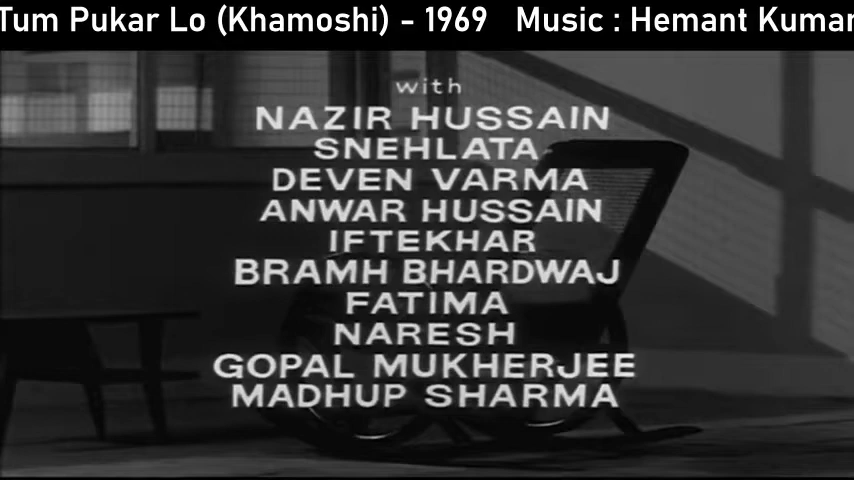 Tum Pukar Lo (Khamoshi) - 1969 Music : Hemant Kumar
with
NAZIR HUSSAIN
SNEHLATA
DEVEN VARMA
ANWAR HUSSAIN
IFTEKHAR
BRAMH BHARDWAJ
FATIMA
NARESH
GOPAL MUKHERJEE
MADHUP SHARMA